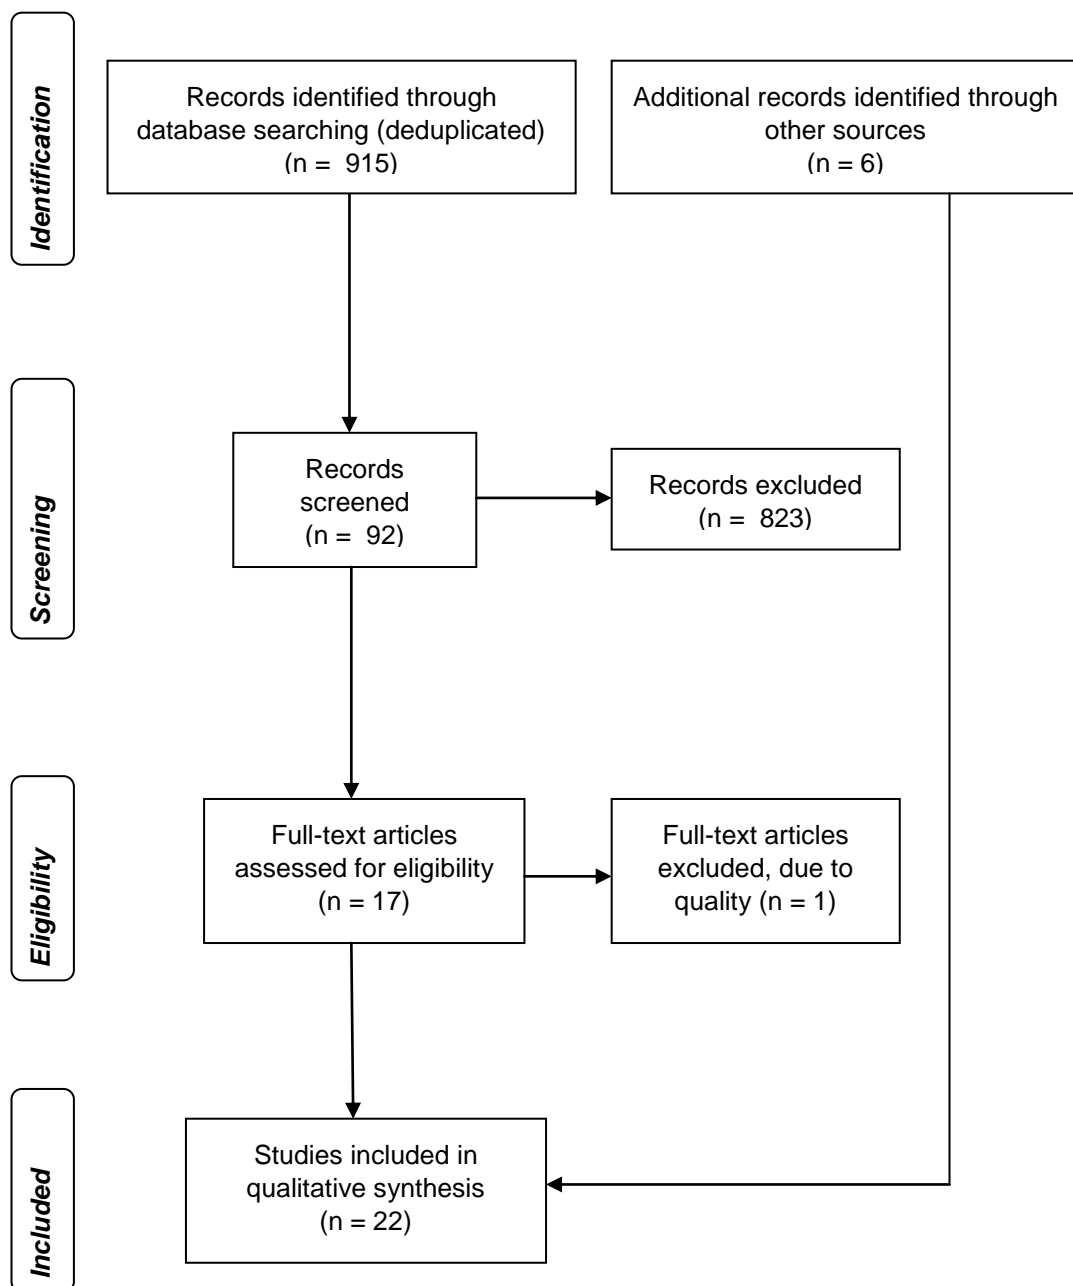 Identification
Records identified through
database searching (deduplicated)
(n =  915)
Additional records identified through
other sources
(n = 6)
Screening
Records
screened
(n =  92)
Records excluded
(n =  823)
Eligibility
Full-text articles
assessed for eligibility
(n = 17)
Full-text articles
excluded, due to
quality (n = 1)
Included
Studies included in
qualitative synthesis
(n = 22)